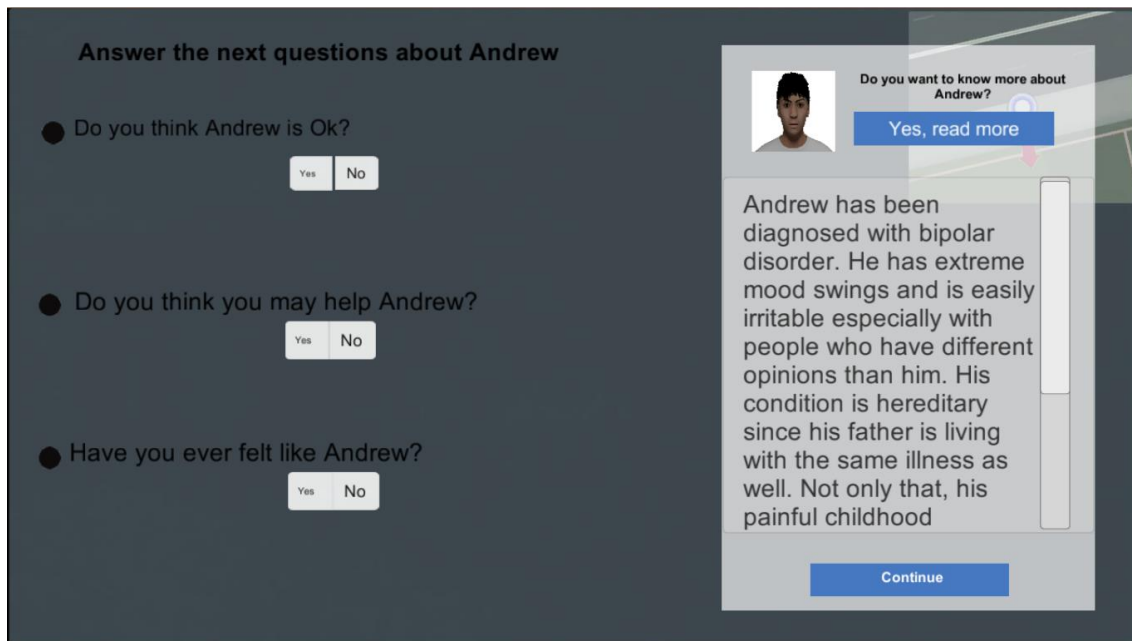 Answer the next questions about Andrew
Do you think Andrew is Ok?
Yes No
Do you think you may help Andrew?
Yes No
Have you ever felt like Andrew?
Yes No
Do you want to know more about
Andrew?
Yes, read more
Andrew has been
diagnosed with bipolar
disorder. He has extreme
mood swings and is easily
irritable especially with
people who have different
opinions than him. His
condition is hereditary
since his father is living
with the same illness as
well. Not only that, his
painful childhood
Continue